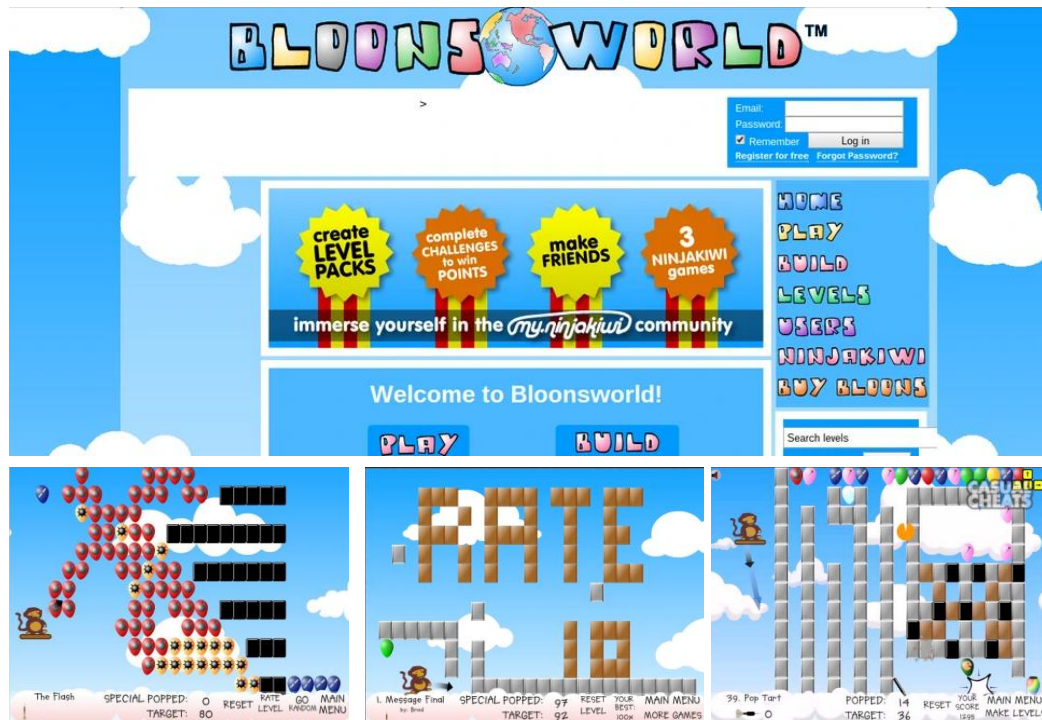 BLOONSWORLD™
>
Email:
Password:
Remember
Log in
Register for free Forgot Password?
create LEVEL PACKS
complete CHALLENGES to win POINTS
make FRIENDS
3 NINJAKIWI games
immerse yourself in the my.ninjakiwi community
HOME
PLAY
BUILD
LEVELS
USERS
NINJAKIWI
BUY BLOONS
Welcome to Bloonsworld!
PLAY BUILD
Search levels
The Flash
SPECIAL POPPED: 0
TARGET: 80
RESET
RATE LEVEL
GO RANDOM
MAIN MENU
RATE
10
1. Message Final
by: Brad
SPECIAL POPPED: 97
TARGET: 92
RESET LEVEL
YOUR BEST: 100%
MAIN MENU
MORE GAMES
CASUAL CHEATS
39. Pop Tart
0
POPPED: 14
TARGET: 36
RESET
YOUR SCORE
MAIN MENU
MAKE LEVEL